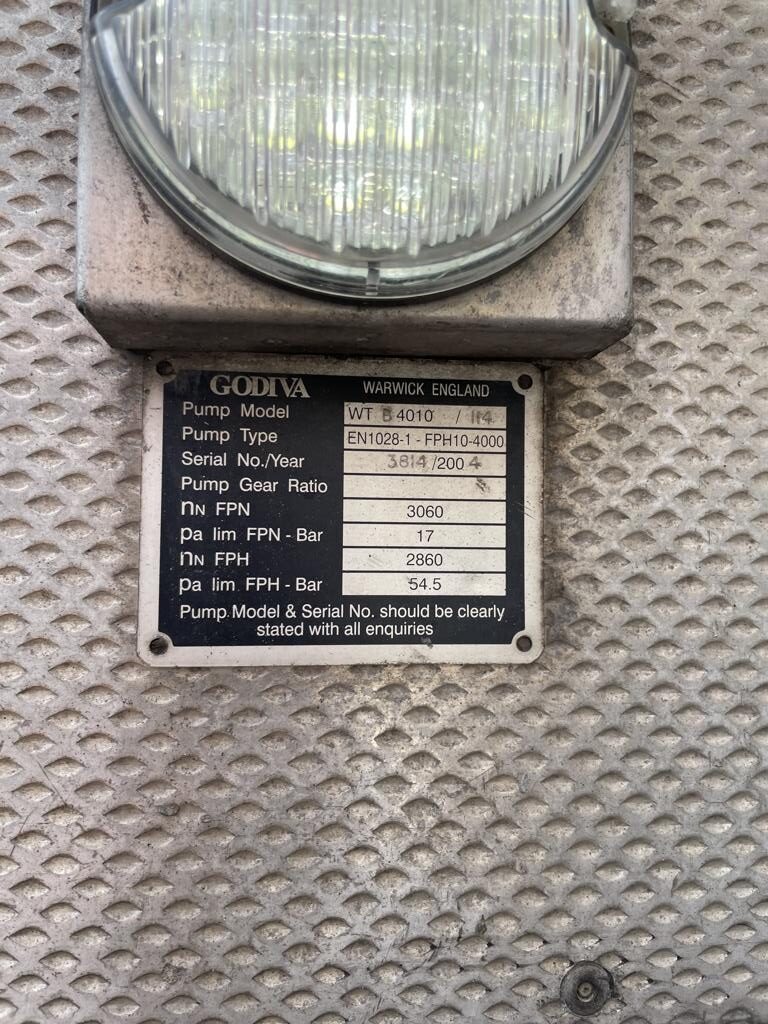 GODIVA WARWICK ENGLAND
Pump Model WT B 4010 / 114
Pump Type EN1028-1 - FPH10-4000
Serial No./Year 3814 /200 4
Pump Gear Ratio
nN FPN 3060
pa lim FPN - Bar 17
nN FPH 2860
pa lim FPH - Bar 54.5
Pump Model & Serial No. should be clearly
stated with all enquiries